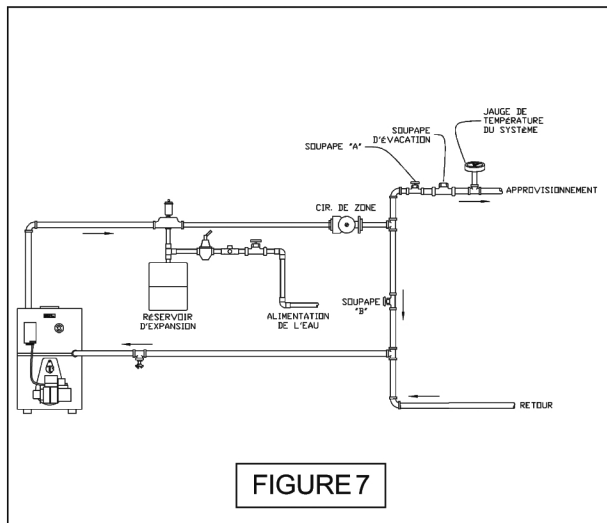 JAUGE DE
TEMPÉRATURE
DU SYSTÈME
SOUPAPE
D'ÉVACUATION
SOUPAPE "A"
APPROVISIONNEMENT
CIR. DE ZONE
RÉSERVOIR
D'EXPANSION
ALIMENTATION
DE L'EAU
SOUPAPE
"B"
RETOUR
FIGURE 7